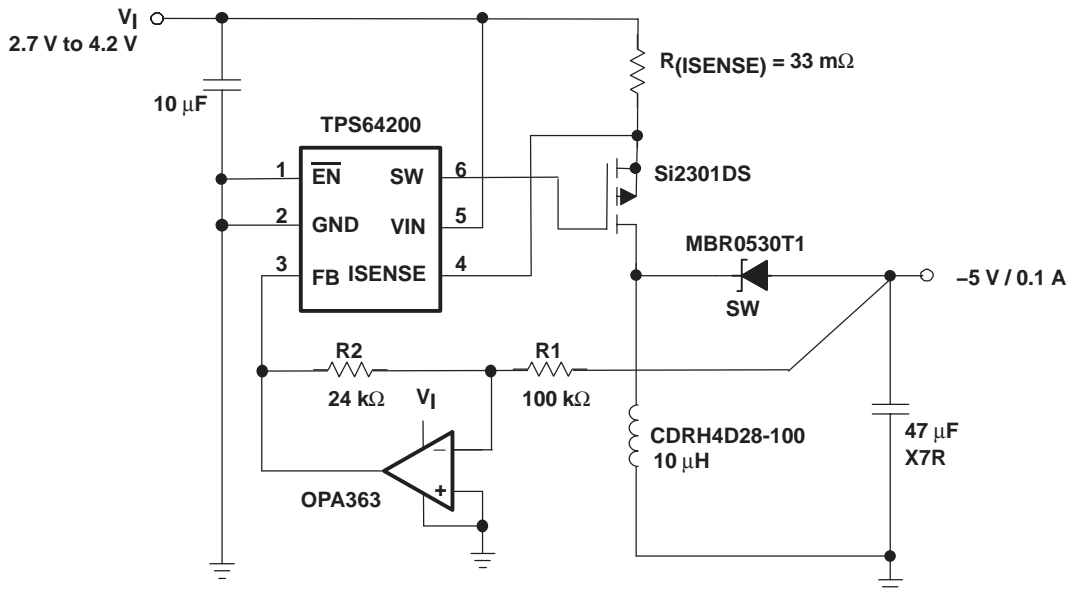 VI
2.7 V to 4.2 V
R(ISENSE) = 33 mΩ
10 μF
TPS64200
1
EN
SW
6
Si2301DS
2
GND
VIN
5
MBR0530T1
3
FB
ISENSE
4
–5 V / 0.1 A
SW
R2
R1
24 kΩ
VI
100 kΩ
CDRH4D28-100
10 μH
47 μF
X7R
–
+
OPA363